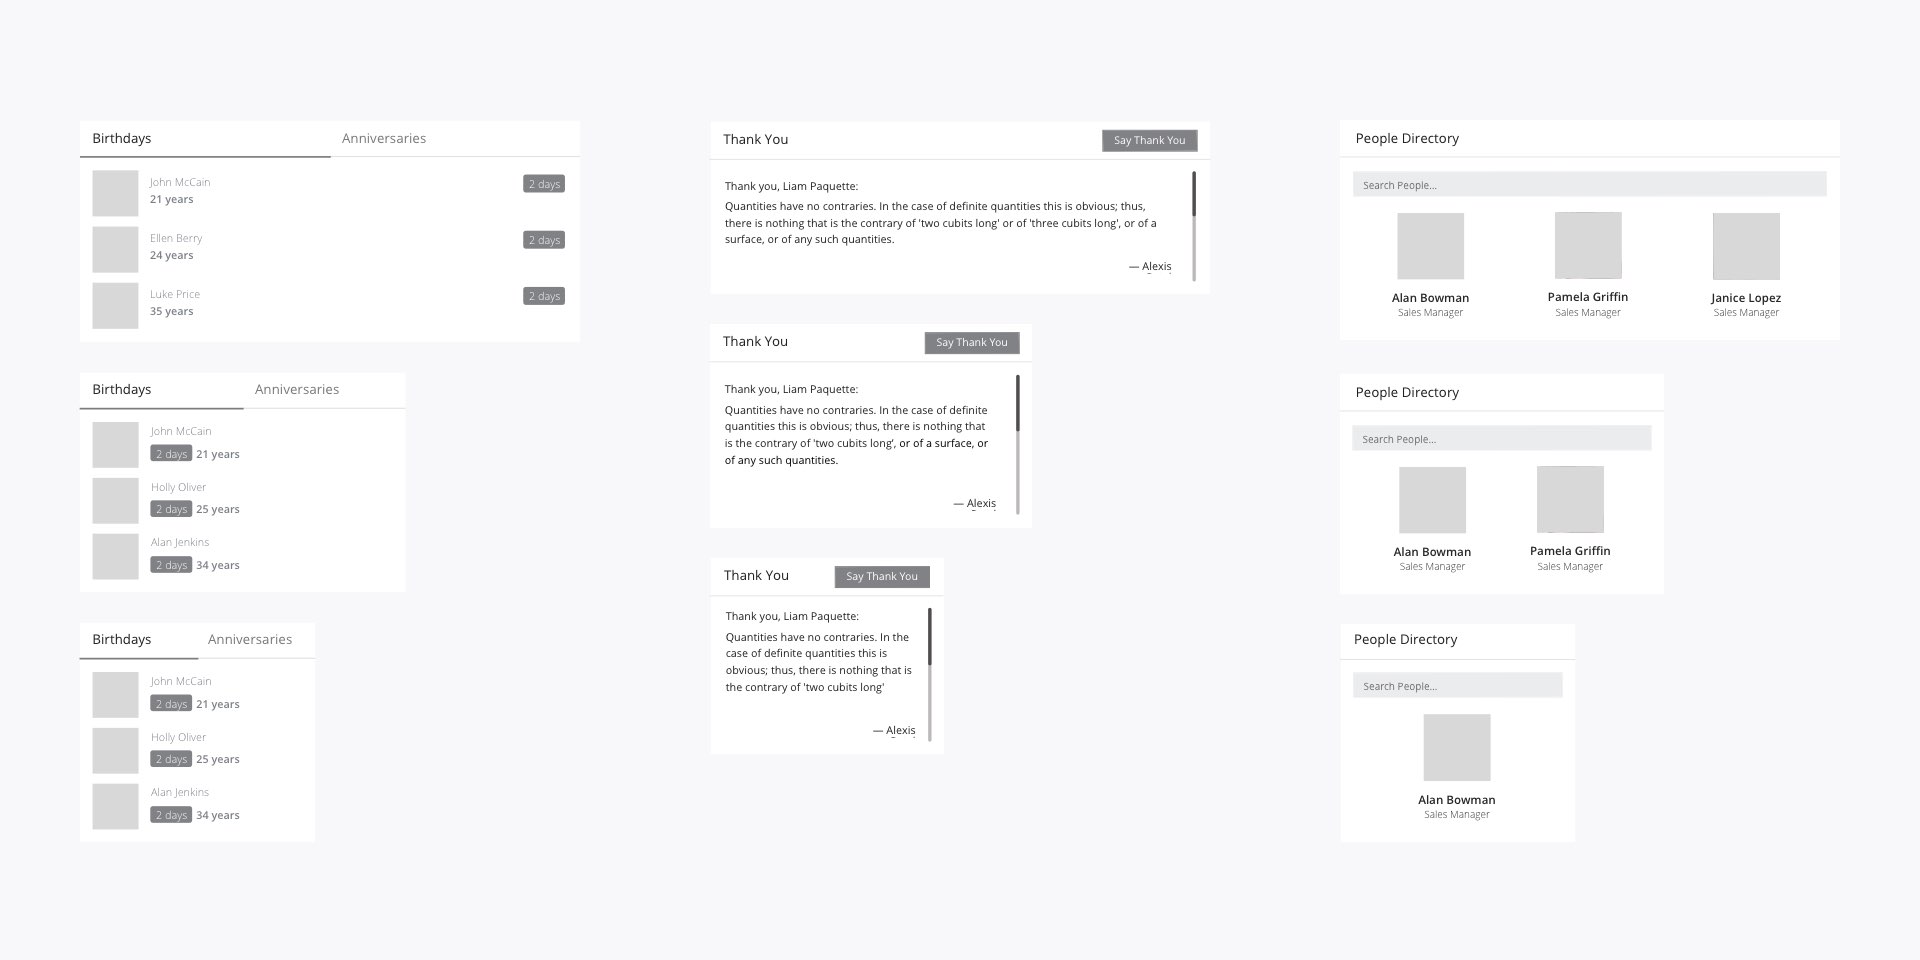 Birthdays
Anniversaries
John McCain
21 years
2 days
Ellen Berry
24 years
2 days
Luke Price
35 years
2 days
Birthdays
Anniversaries
John McCain
2 days 21 years
Holly Oliver
2 days 25 years
Alan Jenkins
2 days 34 years
Birthdays
Anniversaries
John McCain
2 days 21 years
Holly Oliver
2 days 25 years
Alan Jenkins
2 days 34 years
Thank You
Say Thank You
Thank you, Liam Paquette:
Quantities have no contraries. In the case of definite quantities this is obvious; thus,
there is nothing that is the contrary of 'two cubits long' or of 'three cubits long', or of a
surface, or of any such quantities.
— Alexis
Thank You
Say Thank You
Thank you, Liam Paquette:
Quantities have no contraries. In the case of definite
quantities this is obvious; thus, there is nothing that
is the contrary of 'two cubits long', or of a surface, or
of any such quantities.
— Alexis
Thank You
Say Thank You
Thank you, Liam Paquette:
Quantities have no contraries. In the
case of definite quantities this is
obvious; thus, there is nothing that is
the contrary of 'two cubits long'
— Alexis
People Directory
Search People...
Alan Bowman
Sales Manager
Pamela Griffin
Sales Manager
Janice Lopez
Sales Manager
People Directory
Search People...
Alan Bowman
Sales Manager
Pamela Griffin
Sales Manager
People Directory
Search People...
Alan Bowman
Sales Manager